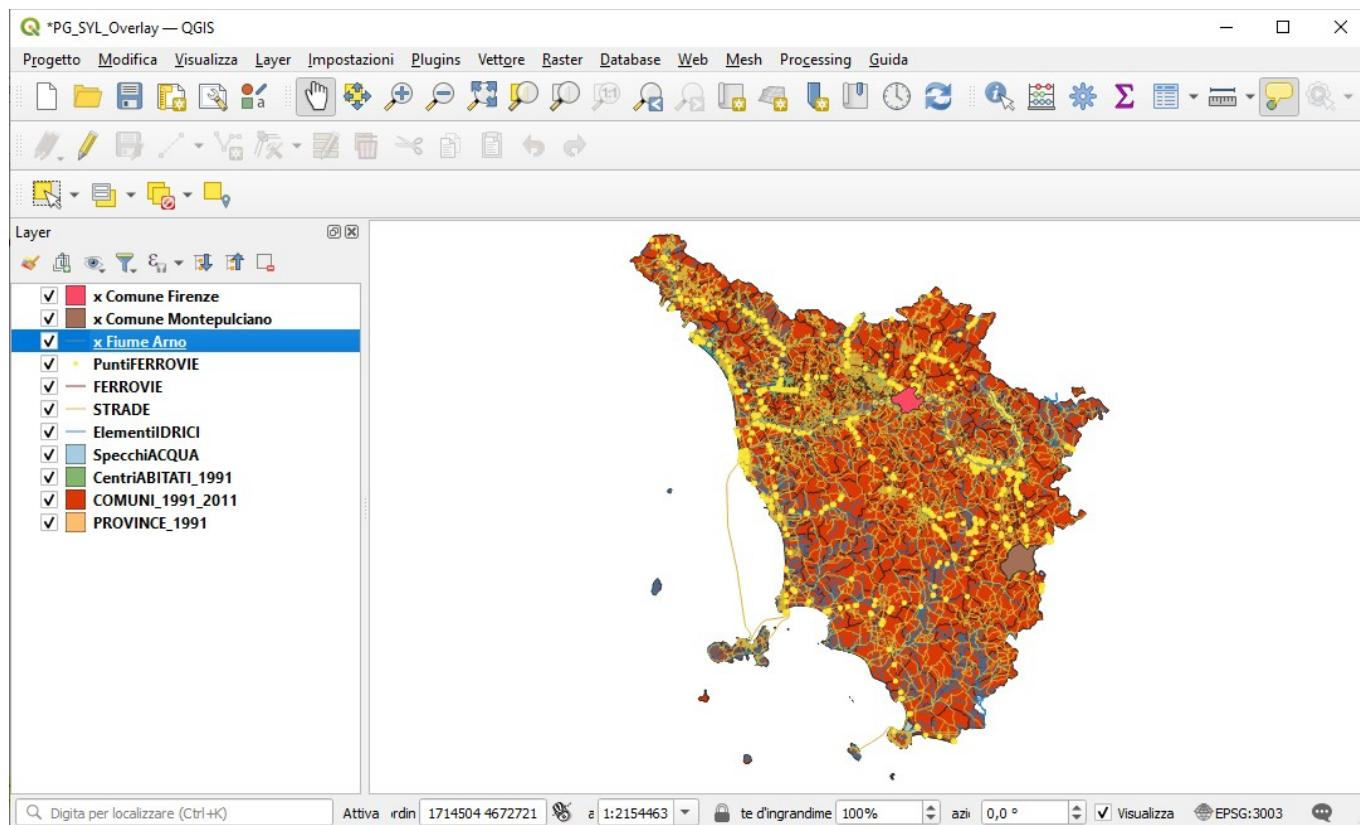 *PG_SYL_Overlay — QGIS
Progetto Modifica Visualizza Layer Impostazioni Plugins Vettore Raster Database Web Mesh Processing Guida
Layer
x Comune Firenze
x Comune Montepulciano
x Fiume Arno
PuntiFERROVIE
FERROVIE
STRADE
ElementiIDRICI
SpecchiACQUA
CentriABITATI_1991
COMUNI_1991_2011
PROVINCE_1991
Digita per localizzare (Ctrl+K) Attiva rdin 1714504 4672721 a 1:2154463 te d'ingrandime 100% azi 0,0 ° Visualizza EPSG:3003